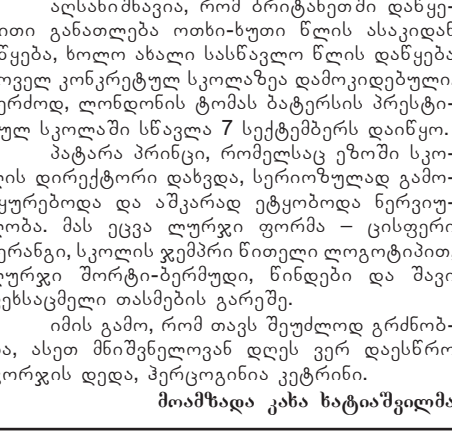 აღსანიშნავია, რომ ბრიტანეთში დაწყე-
ითი განათლება ოთხი-ხუთი წლის ასაკიდან
წყება, ხოლო ახალი სასწავლო წლის დაწყება
ოველ კონკრეტულ სკოლაზეა დამოკიდებული.
ერძოდ, ლონდონის ტომას ბატერსის პრესტი-
ულ სკოლაში სწავლა 7 სექტემბერს დაიწყო.
პატარა პრინცი, რომელსაც ეზოში სკო-
ის დირექტორი დახვდა, სერიოზულად გამო-
ყურებოდა და აშკარად ეტყობოდა ნერვიუ-
ობა. მას ეცვა ლურჯი ფორმა – ცისფერი
ერანგი, სკოლის ჯემპრი წითელი ლოგოტიპით,
ურჯი შორტი-ბერმუდი, წინდები და შავი
ეხსაცმელი თასმების გარეშე.
იმის გამო, რომ თავს შეუძლოდ გრძნობ-
ა, ასეთ მნიშვნელოვან დღეს ვერ დაესწრო
ორჯის დედა, ჰერცოგინია კეტრინი.
მოამზადა კახა ხატიაშვილმა